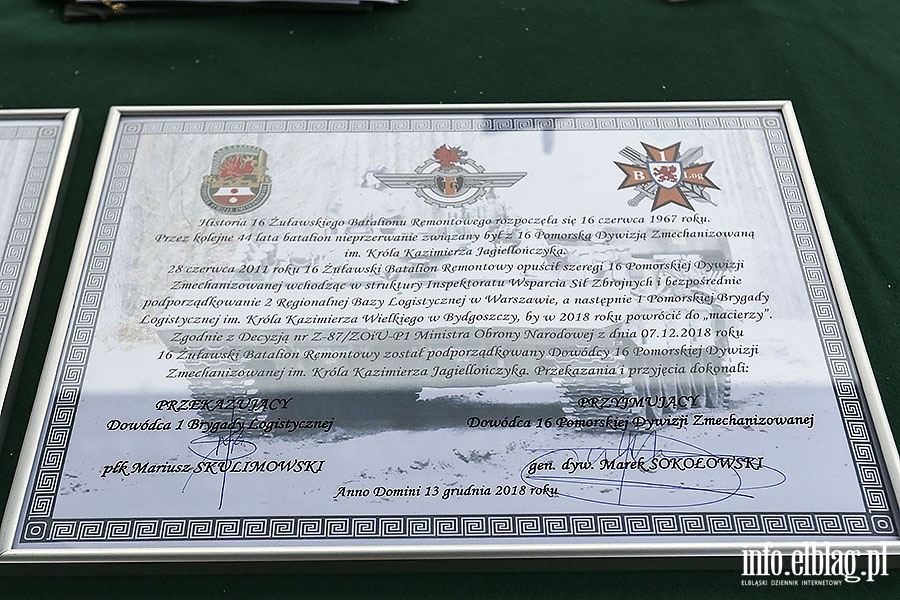 B I Log
16
Historia 16 Żuławskiego Batalionu Remontowego rozpoczęła się 16 czerwca 1967 roku.
Przez kolejne 44 lata batalion nieprzerwanie związany był z 16 Pomorską Dywizją Zmechanizowaną
im. Króla Kazimierza Jagiellończyka.
28 czerwca 2011 roku 16 Żuławski Batalion Remontowy opuścił szeregi 16 Pomorskiej Dywizji
Zmechanizowanej wchodząc w struktury Inspektoratu Wsparcia Sił Zbrojnych i bezpośrednie
podporządkowanie 2 Regionalnej Bazy Logistycznej w Warszawie, a następnie 1 Pomorskiej Brygady
Logistycznej im. Króla Kazimierza Wielkiego w Bydgoszczy, by w 2018 roku powrócić do „macierzy”.
Zgodnie z Decyzją nr Z-87/ZOiU-P1 Ministra Obrony Narodowej z dnia 07.12.2018 roku
16 Żuławski Batalion Remontowy został podporządkowany Dowódcy 16 Pomorskiej Dywizji
Zmechanizowanej im. Króla Kazimierza Jagiellończyka. Przekazania i przyjęcia dokonali:
PRZEKAZUJĄCY PRZYJMUJĄCY
Dowódca 1 Brygady Logistycznej Dowódca 16 Pomorskiej Dywizji Zmechanizowanej
płk Mariusz SKULIMOWSKI gen. dyw. Marek SOKOŁOWSKI
Anno Domini 13 grudnia 2018 roku
info.elblag.pl
ELBLĄSKI DZIENNIK INTERNETOWY